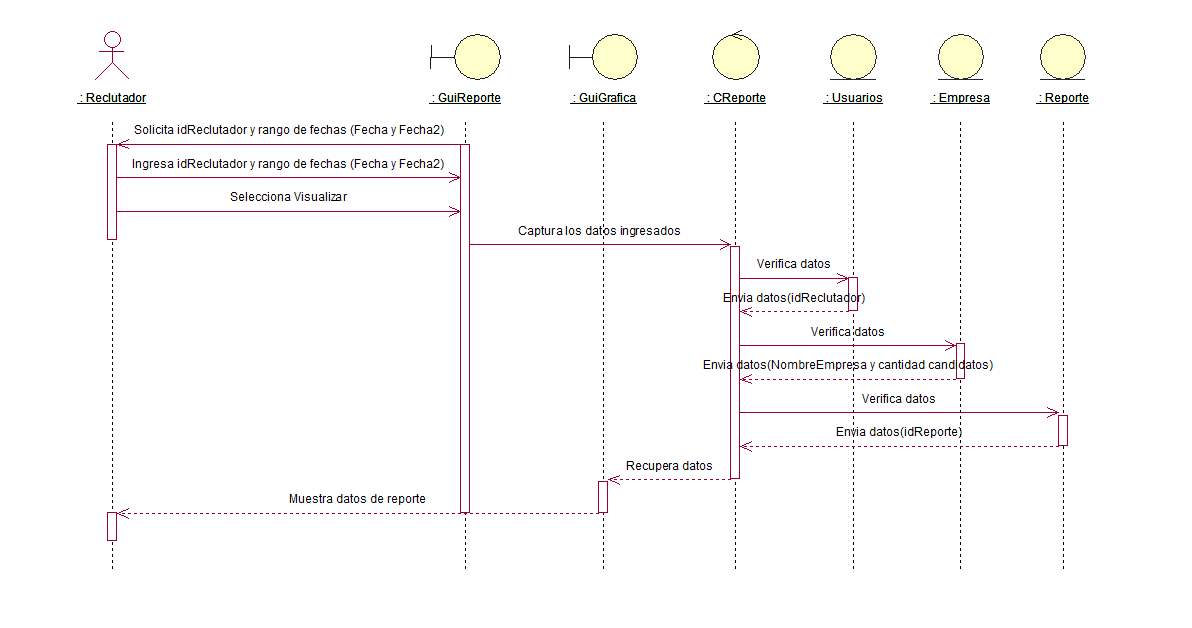 : Reclutador
: GuiReporte
: GuiGrafica
: CReporte
: Usuarios
: Empresa
: Reporte
Solicita idReclutador y rango de fechas (Fecha y Fecha2)
Ingresa idReclutador y rango de fechas (Fecha y Fecha2)
Selecciona Visualizar
Captura los datos ingresados
Verifica datos
Envia datos(idReclutador)
Verifica datos
Envia datos(NombreEmpresa y cantidad candidatos)
Verifica datos
Envia datos(idReporte)
Recupera datos
Muestra datos de reporte